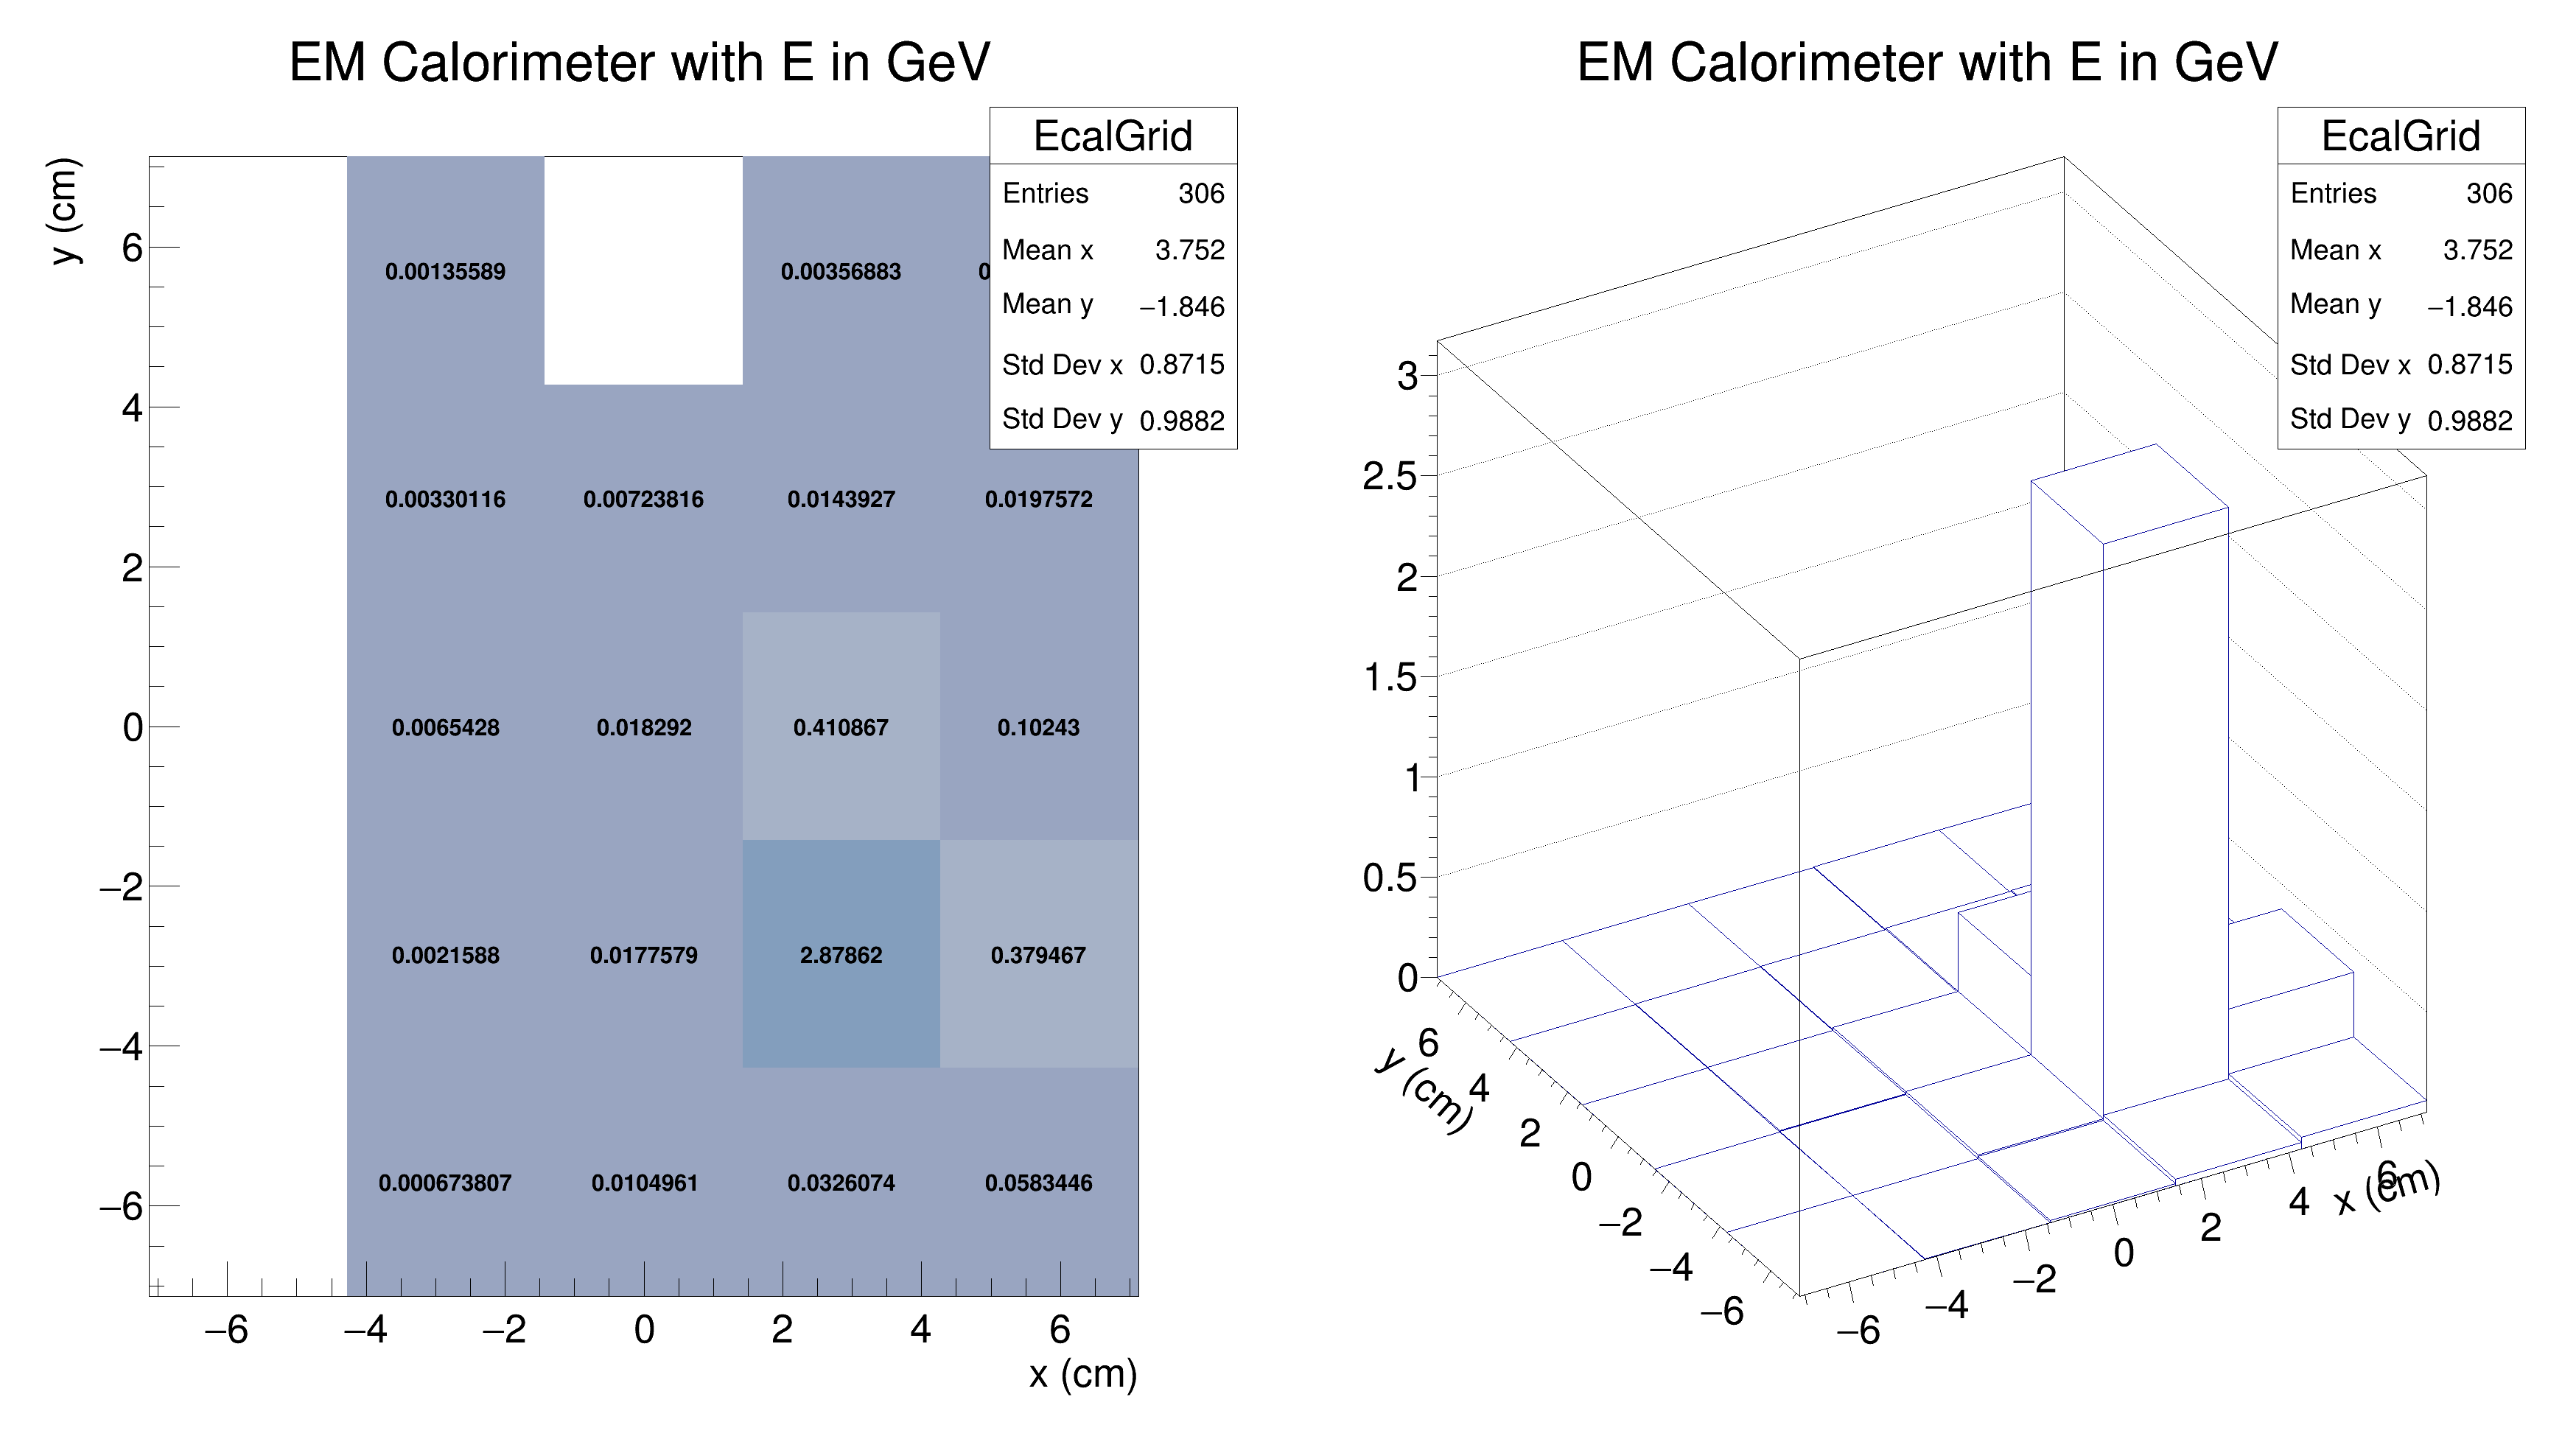 EM Calorimeter with E in GeV
EcalGrid
Entries 306
Mean x 3.752
Mean y −1.846
Std Dev x 0.8715
Std Dev y 0.9882
y (cm)
6
4
2
0
−2
−4
−6
0.00135589 0.00356883
0.00330116 0.00723816 0.0143927 0.0197572
0.0065428 0.018292 0.410867 0.10243
0.0021588 0.0177579 2.87862 0.379467
0.000673807 0.0104961 0.0326074 0.0583446
−6 −4 −2 0 2 4 6
x (cm)
EM Calorimeter with E in GeV
EcalGrid
Entries 306
Mean x 3.752
Mean y −1.846
Std Dev x 0.8715
Std Dev y 0.9882
3
2.5
2
1.5
1
0.5
0
6
4
2
0
−2
−4
−6
y (cm)
−6
−4
−2
0
2
4
6
x (cm)